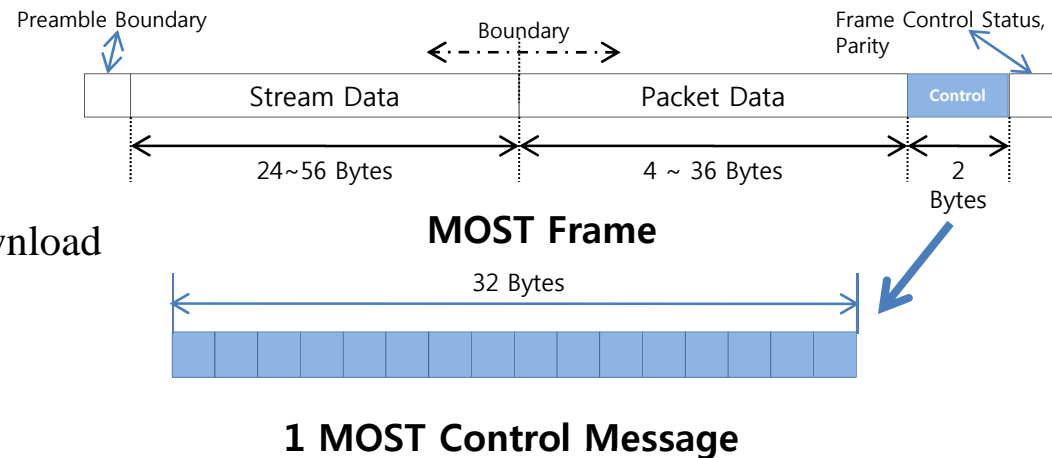 Preamble Boundary
Boundary
Frame Control Status,
Parity
Stream Data
Packet Data
Control
24~56 Bytes
4 ~ 36 Bytes
2
Bytes
MOST Frame
32 Bytes
1 MOST Control Message